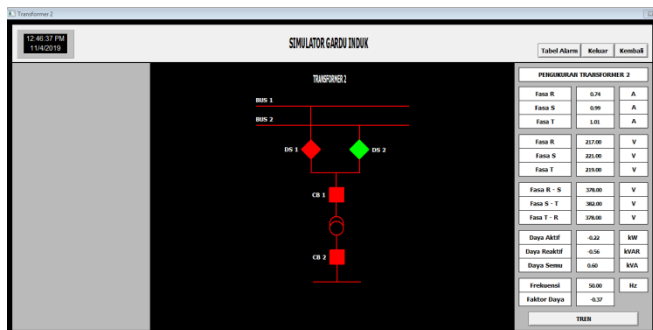 Transformer 2
12:46:37 PM
11/4/2019
SIMULATOR GARDU INDUK
Tabel Alarm
Keluar
Kembali
TRANSFORMER 2
BUS 1
BUS 2
DS 1
DS 2
CB 1
CB 2
PENGUKURAN TRANSFORMER 2
Fasa R 0.74 A
Fasa S 0.99 A
Fasa T 1.01 A
Fasa R 217.00 V
Fasa S 221.00 V
Fasa T 219.00 V
Fasa R - S 378.00 V
Fasa S - T 382.00 V
Fasa T - R 378.00 V
Daya Aktif -0.22 kW
Daya Reaktif -0.56 kVAR
Daya Semu 0.60 kVA
Frekuensi 50.00 Hz
Faktor Daya -0.37
TREN